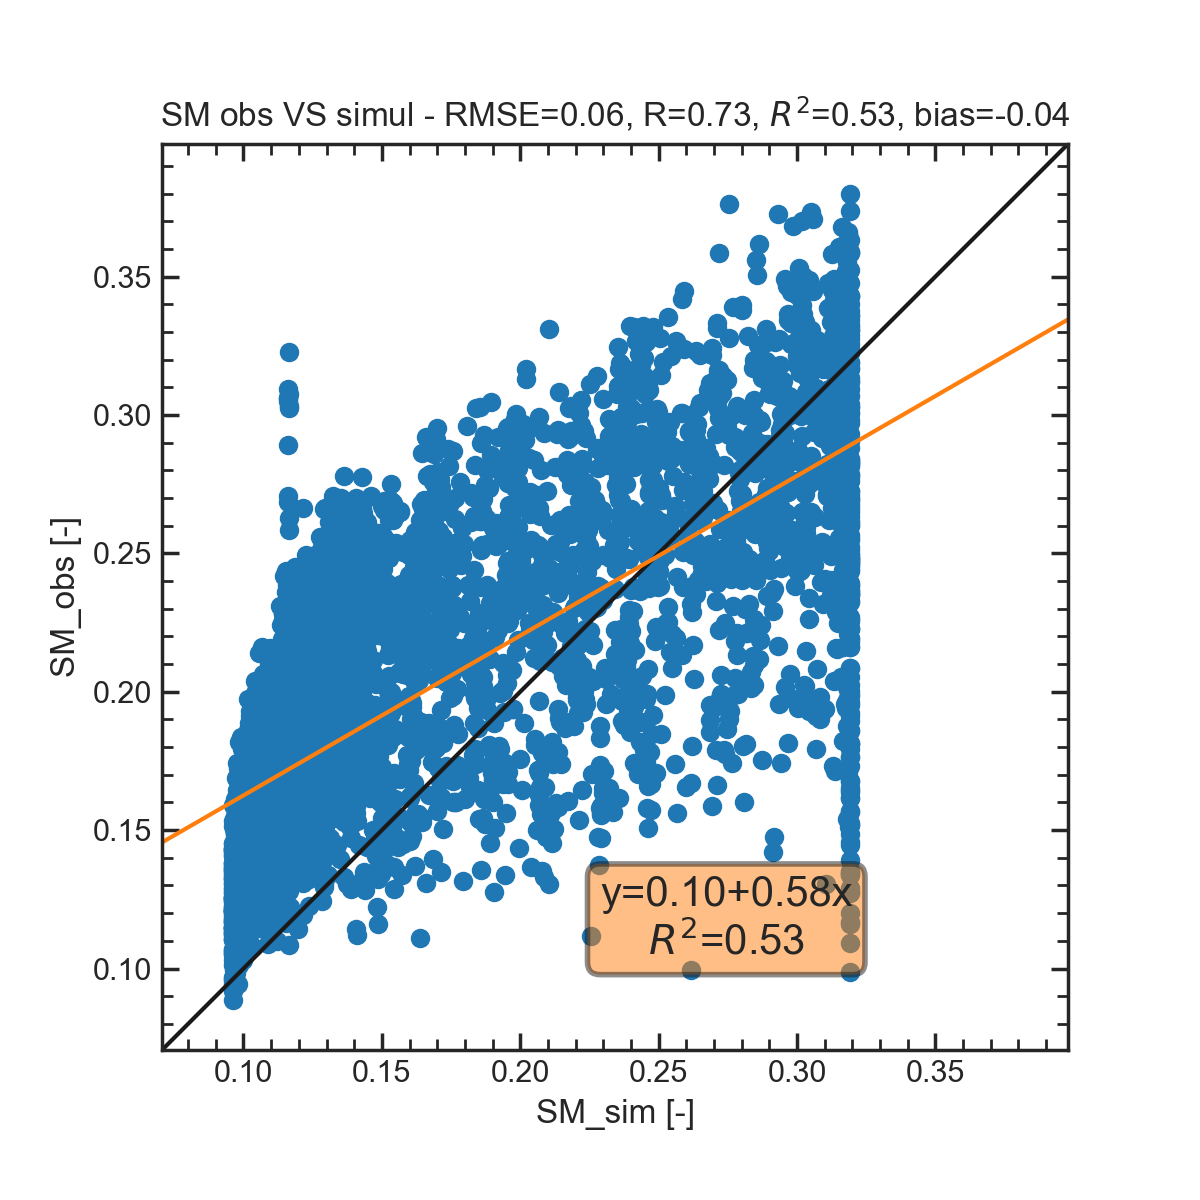 SM obs VS simul - RMSE=0.06, R=0.73, R²=0.53, bias=-0.04
0.35
0.30
0.25
0.20
0.15
0.10
SM_obs [-]
y=0.10+0.58x
R²=0.53
0.10 0.15 0.20 0.25 0.30 0.35
SM_sim [-]